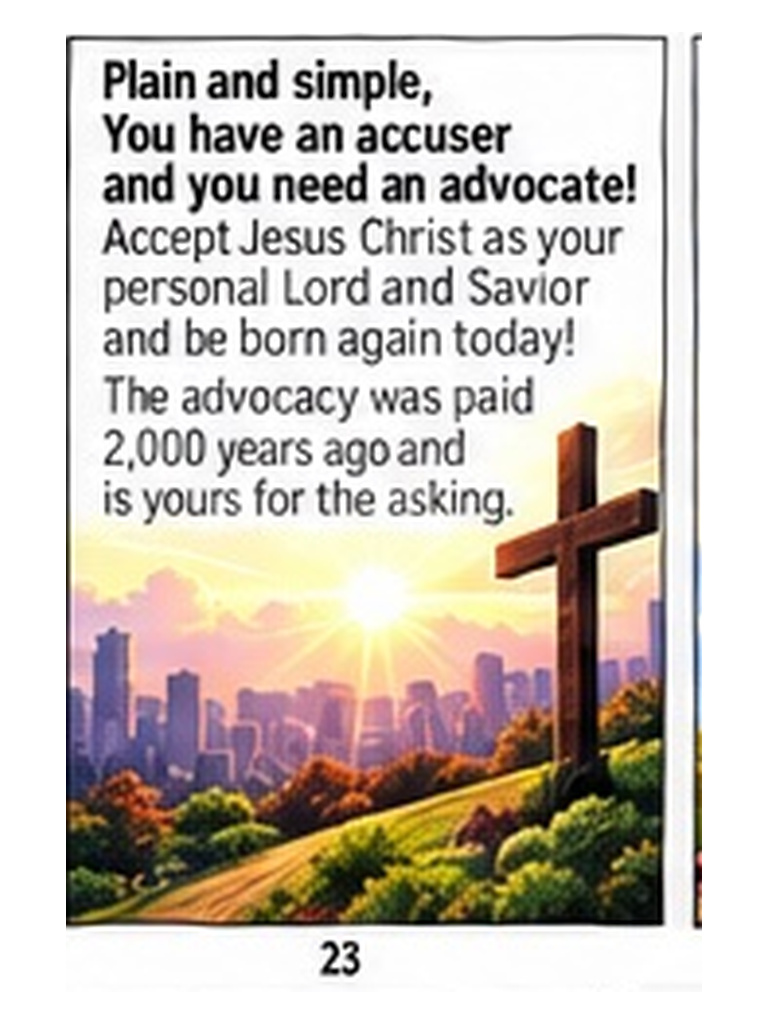 Plain and simple,
You have an accuser
and you need an advocate!
Accept Jesus Christ as your
personal Lord and Savior
and be born again today!
The advocacy was paid
2,000 years ago and
is yours for the asking.
23